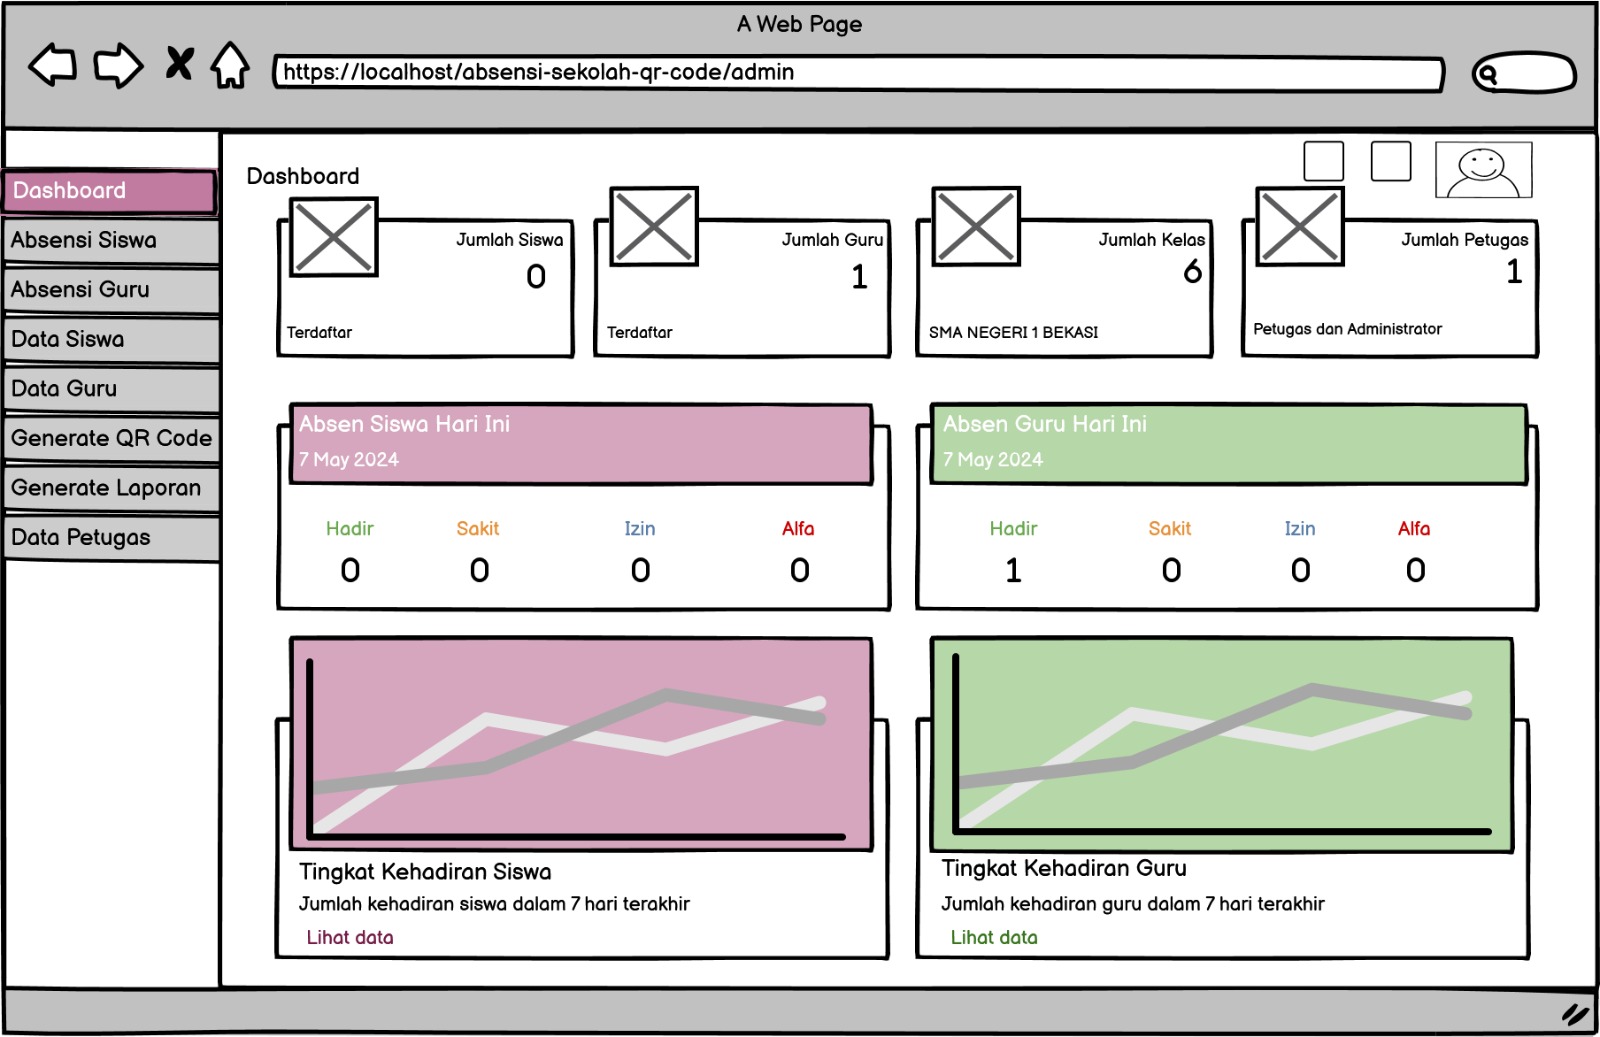 A Web Page
https://localhost/absensi-sekolah-qr-code/admin
Dashboard
Absensi Siswa
Absensi Guru
Data Siswa
Data Guru
Generate QR Code
Generate Laporan
Data Petugas
Dashboard
Jumlah Siswa
0
Terdaftar
Jumlah Guru
1
Terdaftar
Jumlah Kelas
6
SMA NEGERI 1 BEKASI
Jumlah Petugas
1
Petugas dan Administrator
Absen Siswa Hari Ini
7 May 2024
Hadir Sakit Izin Alfa
0 0 0 0
Absen Guru Hari Ini
7 May 2024
Hadir Sakit Izin Alfa
1 0 0 0
Tingkat Kehadiran Siswa
Jumlah kehadiran siswa dalam 7 hari terakhir
Lihat data
Tingkat Kehadiran Guru
Jumlah kehadiran guru dalam 7 hari terakhir
Lihat data